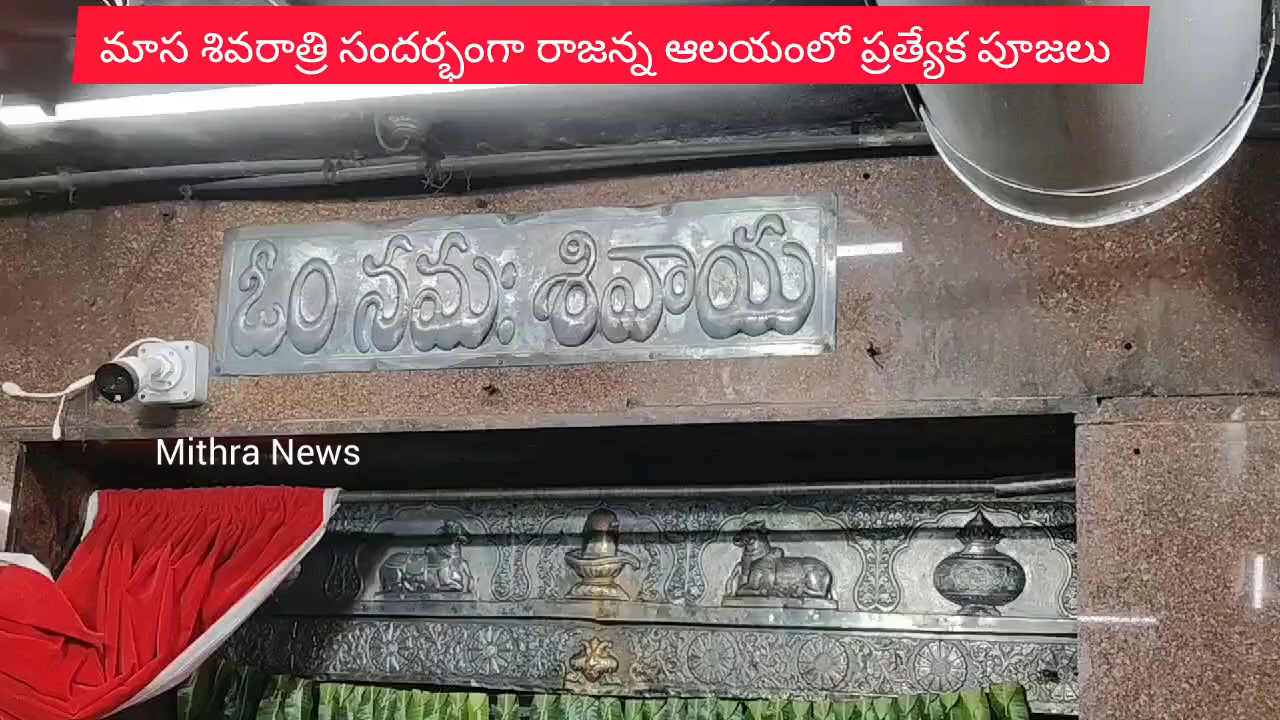 మాస శివరాత్రి సందర్భంగా రాజన్న ఆలయంలో ప్రత్యేక పూజలు
ఓం నమః శివాయ
Mithra News